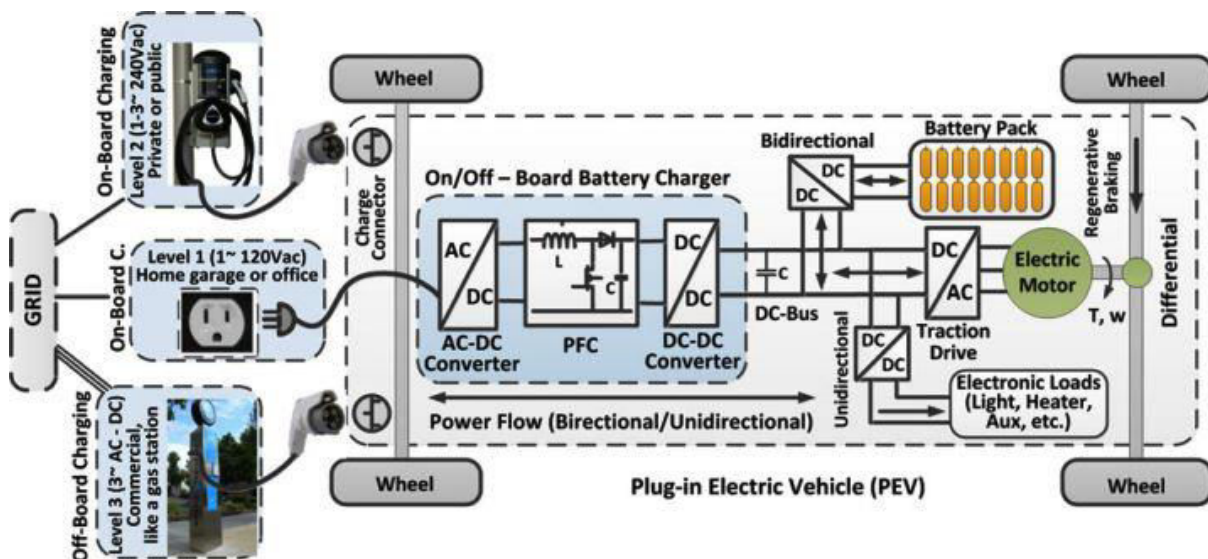 GRID
On-Board Charging
Level 2 (1-3~ 240Vac)
Private or public
On-Board C.
Level 1 (1~ 120Vac)
Home garage or office
Off-Board Charging
Level 3 (3~ AC - DC)
Commercial,
like a gas station
Charge
Connector
Wheel
Wheel
Wheel
Wheel
On/Off – Board Battery Charger
AC
DC
AC-DC
Converter
L
C
PFC
DC
DC
DC-DC
Converter
Power Flow (Birectional/Unidirectional)
C
DC-Bus
Bidirectional
DC
DC
Battery Pack
DC
AC
Traction
Drive
Electric
Motor
Regenerative
Braking
T, w
Differential
Unidirectional
DC
DC
Electronic Loads
(Light, Heater,
Aux, etc.)
Plug-in Electric Vehicle (PEV)